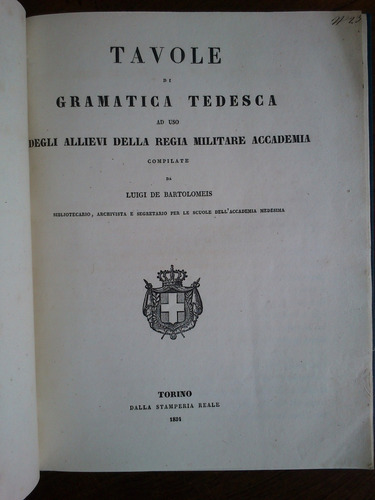 TAVOLE
DI
GRAMATICA TEDESCA
AD USO
DEGLI ALLIEVI DELLA REGIA MILITARE ACCADEMIA
COMPILATE
DA
LUIGI DE BARTOLOMEIS
BIBLIOTECARIO, ARCHIVISTA E SEGRETARIO PER LE SCUOLE DELL'ACCADEMIA MEDESIMA
TORINO
DALLA STAMPERIA REALE